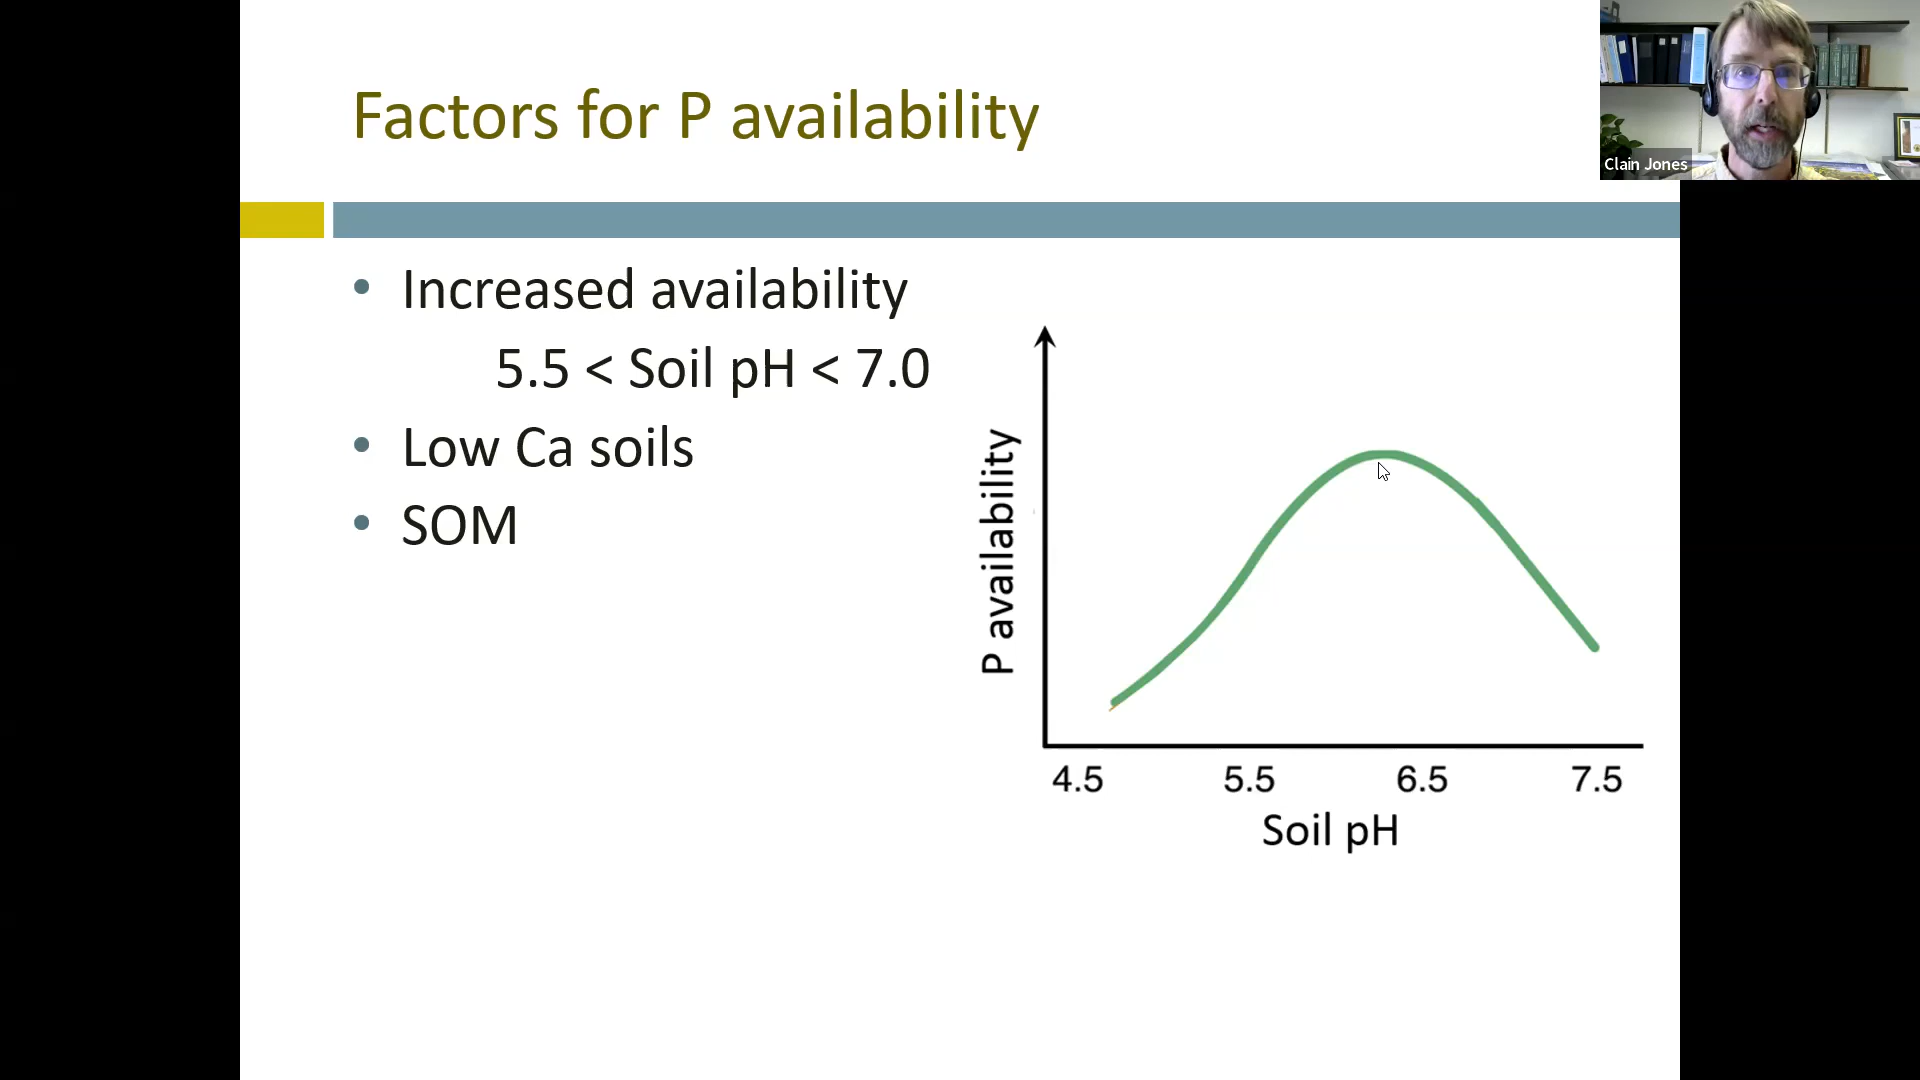 Factors for P availability
Clain Jones
• Increased availability
5.5 < Soil pH < 7.0
• Low Ca soils
• SOM
P availability
4.5 5.5 6.5 7.5
Soil pH